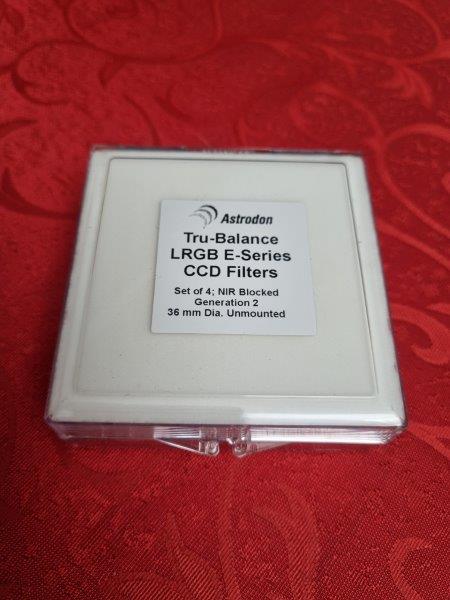 Astrodon
Tru-Balance
LRGB E-Series
CCD Filters
Set of 4; NIR Blocked
Generation 2
36 mm Dia. Unmounted